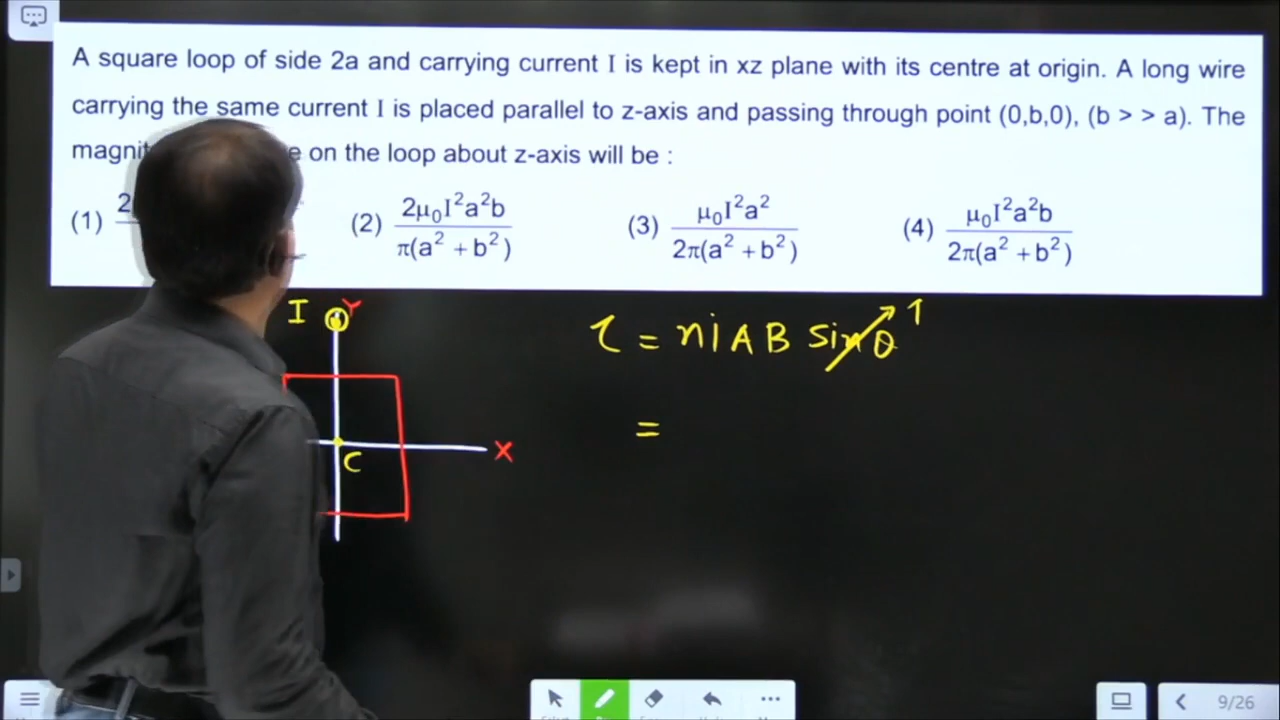 A square loop of side 2a and carrying current I is kept in xz plane with its centre at origin. A long wire
carrying the same current I is placed parallel to z-axis and passing through point (0,b,0), (b > > a). The
on the loop about z-axis will be :
(1) (2) 2μ₀I²a²b / π(a² + b²) (3) μ₀I²a² / 2π(a² + b²) (4) μ₀I²a²b / 2π(a² + b²)
I Y
τ = niAB sinθ 1
=
X
C
9/26